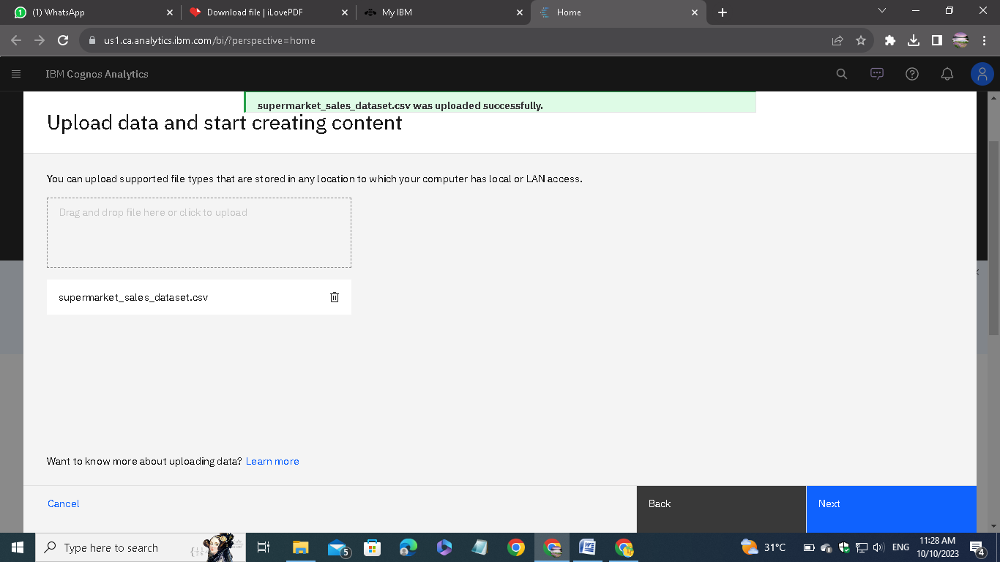 (1) WhatsApp
Download file | iLovePDF
My IBM
Home
us1.ca.analytics.ibm.com/bi/?perspective=home
IBM Cognos Analytics
supermarket_sales_dataset.csv was uploaded successfully.
Upload data and start creating content
You can upload supported file types that are stored in any location to which your computer has local or LAN access.
Drag and drop file here or click to upload
supermarket_sales_dataset.csv
Want to know more about uploading data? Learn more
Cancel
Back
Next
Type here to search
5
31°C
ENG
11:28 AM
10/10/2023
4